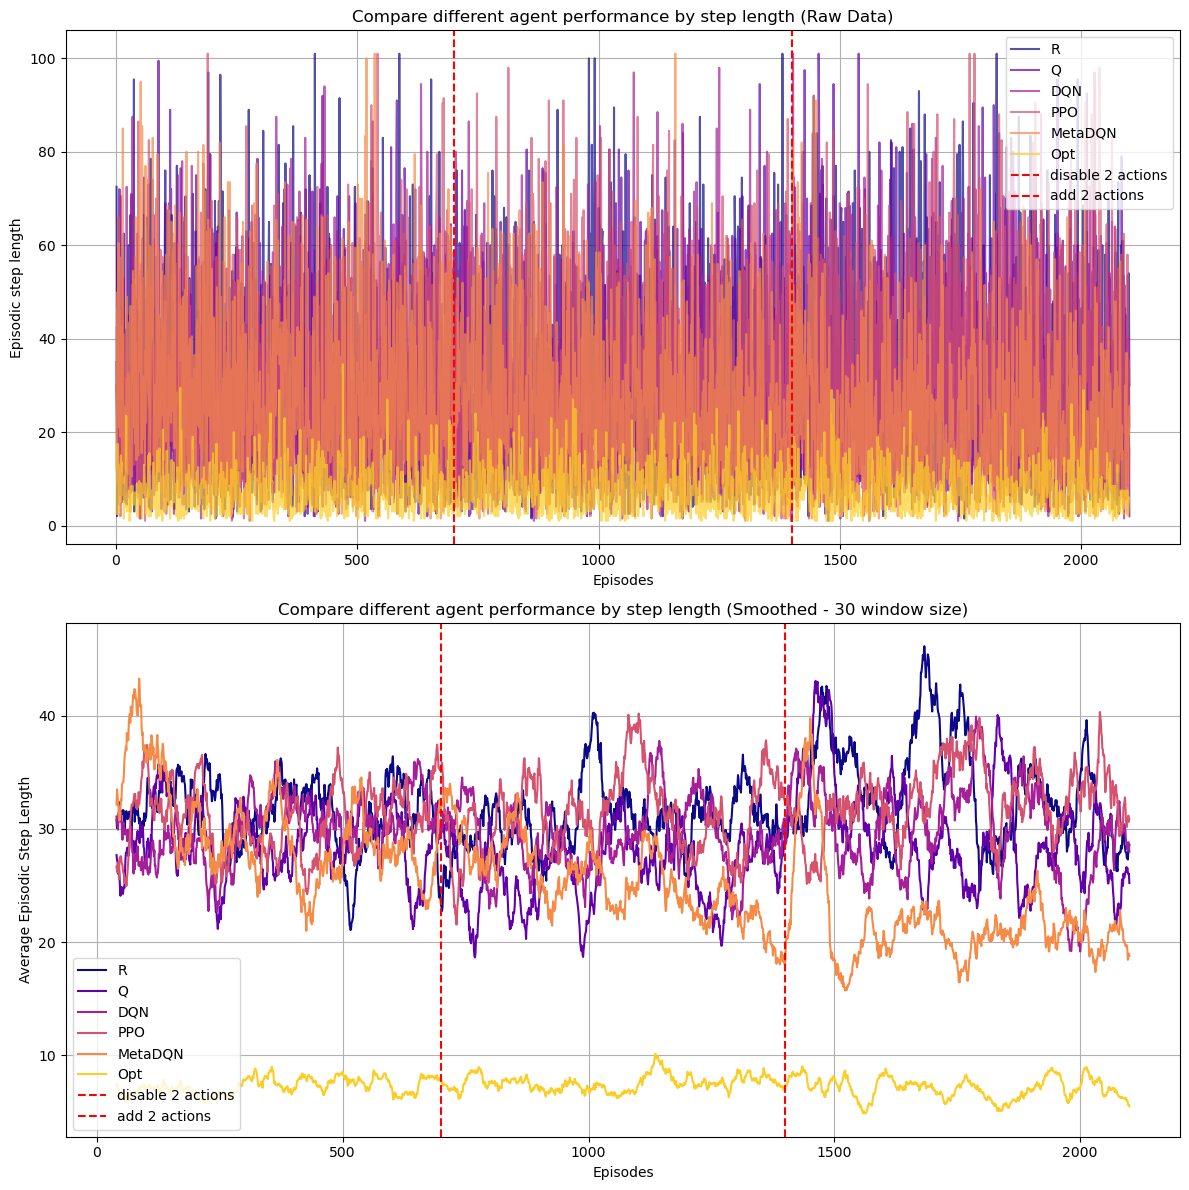 Compare different agent performance by step length (Raw Data)
Episodic step length
100
80
60
40
20
0
R
Q
DQN
PPO
MetaDQN
Opt
disable 2 actions
add 2 actions
0
500
1000
1500
2000
Episodes
Compare different agent performance by step length (Smoothed - 30 window size)
Average Episodic Step Length
40
30
20
10
R
Q
DQN
PPO
MetaDQN
Opt
disable 2 actions
add 2 actions
0
500
1000
1500
2000
Episodes